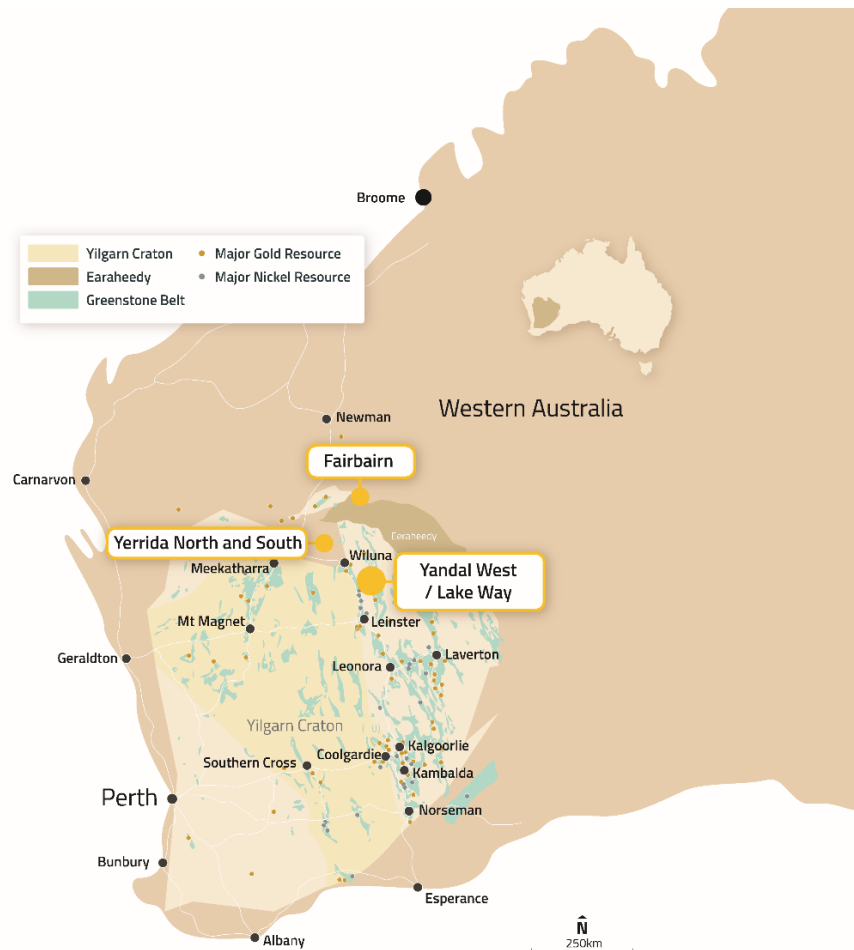 Broome
Yilgarn Craton
Major Gold Resource
Earaheedy
Major Nickel Resource
Greenstone Belt
Western Australia
Newman
Fairbairn
Carnarvon
Earaheedy
Yerrida North and South
Wiluna
Meekatharra
Yandal West
/ Lake Way
Mt Magnet
Leinster
Geraldton
Laverton
Leonora
Yilgarn Craton
Kalgoorlie
Coolgardie
Southern Cross
Kambalda
Perth
Norseman
Bunbury
Esperance
Albany
N
250km